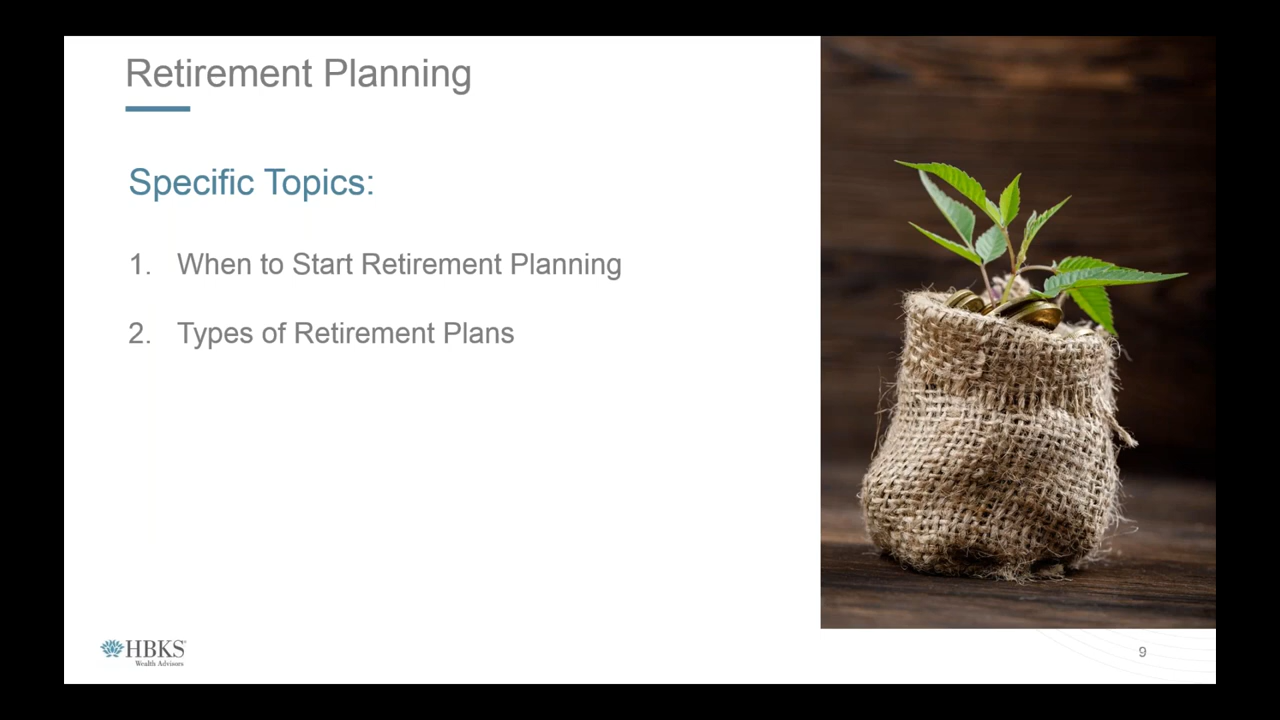 Retirement Planning
Specific Topics:
1. When to Start Retirement Planning
2. Types of Retirement Plans
HBKS®
Wealth Advisors
9